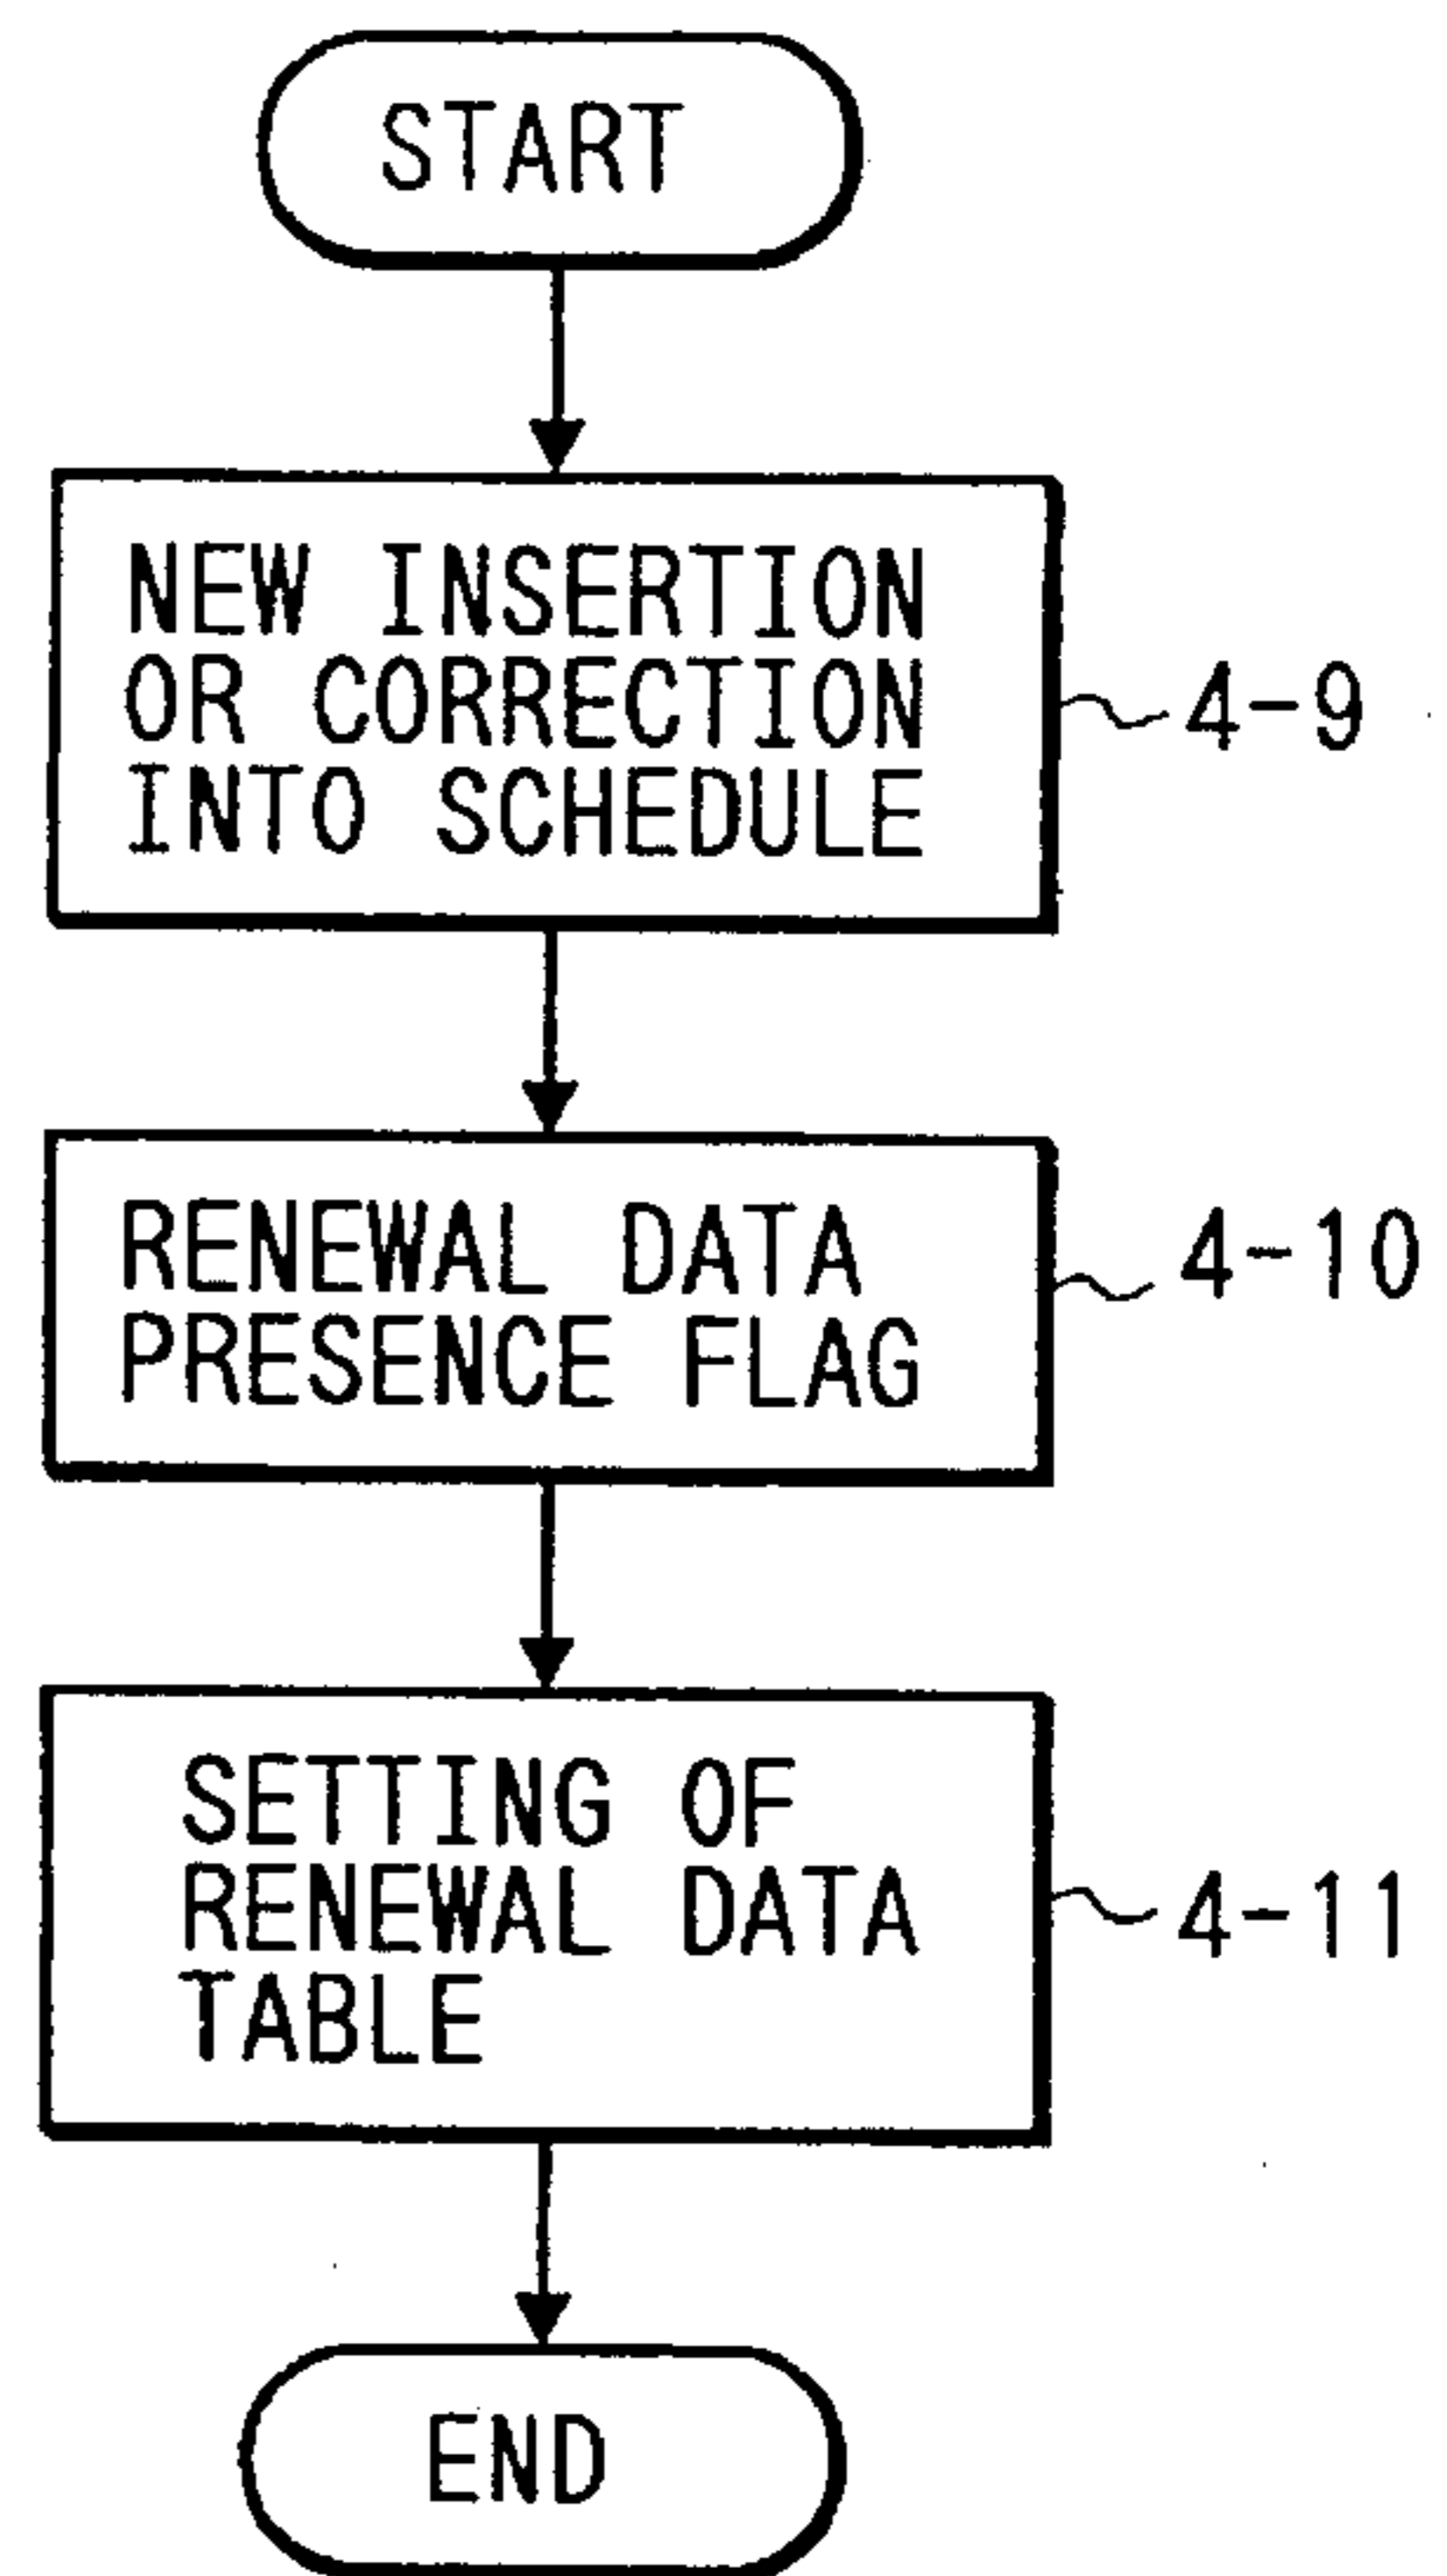 START
NEW INSERTION
OR CORRECTION
INTO SCHEDULE
4-9
RENEWAL DATA
PRESENCE FLAG
4-10
SETTING OF
RENEWAL DATA
TABLE
4-11
END